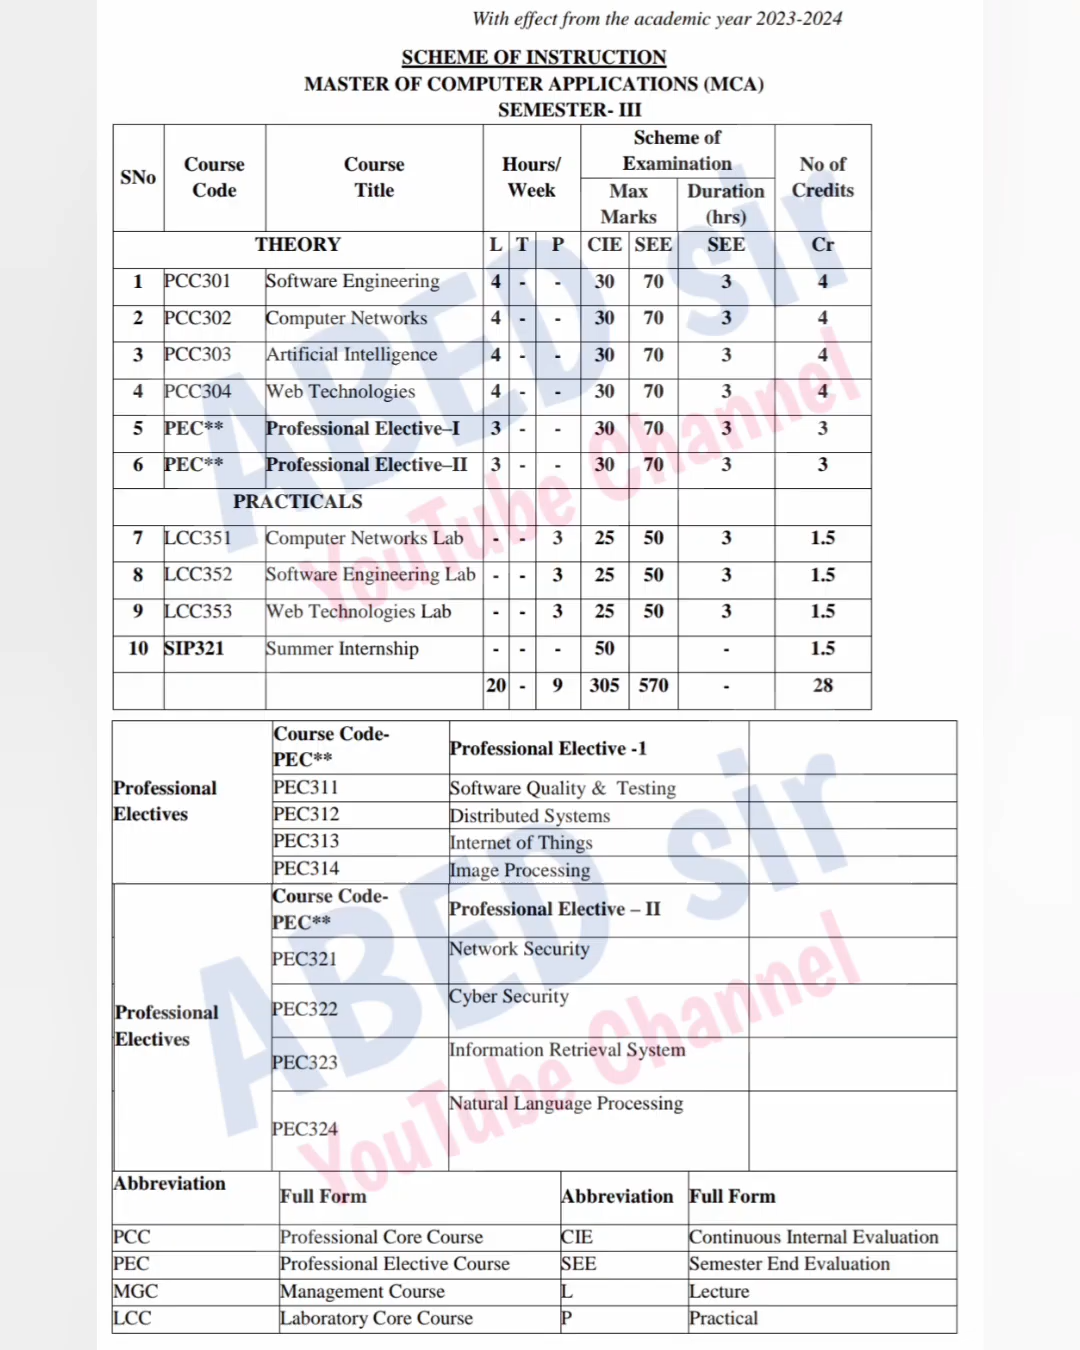 With effect from the academic year 2023-2024
SCHEME OF INSTRUCTION
MASTER OF COMPUTER APPLICATIONS (MCA)
SEMESTER- III
SNo Course Code Course Title Hours/ Week Scheme of Examination No of Credits
Max Marks Duration (hrs)
THEORY L T P CIE SEE SEE Cr
1 PCC301 Software Engineering 4 - - 30 70 3 4
2 PCC302 Computer Networks 4 - - 30 70 3 4
3 PCC303 Artificial Intelligence 4 - - 30 70 3 4
4 PCC304 Web Technologies 4 - - 30 70 3 4
5 PEC** Professional Elective–I 3 - - 30 70 3 3
6 PEC** Professional Elective–II 3 - - 30 70 3 3
PRACTICALS
7 LCC351 Computer Networks Lab - - 3 25 50 3 1.5
8 LCC352 Software Engineering Lab - - 3 25 50 3 1.5
9 LCC353 Web Technologies Lab - - 3 25 50 3 1.5
10 SIP321 Summer Internship - - - 50 - 1.5
20 - 9 305 570 - 28
Professional Electives
Course Code- PEC** Professional Elective -1
PEC311 Software Quality & Testing
PEC312 Distributed Systems
PEC313 Internet of Things
PEC314 Image Processing
Professional Electives
Course Code- PEC** Professional Elective – II
PEC321 Network Security
PEC322 Cyber Security
PEC323 Information Retrieval System
PEC324 Natural Language Processing
Abbreviation Full Form Abbreviation Full Form
PCC Professional Core Course CIE Continuous Internal Evaluation
PEC Professional Elective Course SEE Semester End Evaluation
MGC Management Course L Lecture
LCC Laboratory Core Course P Practical
ABED sir
YouTube Channel
ABED sir
YouTube Channel